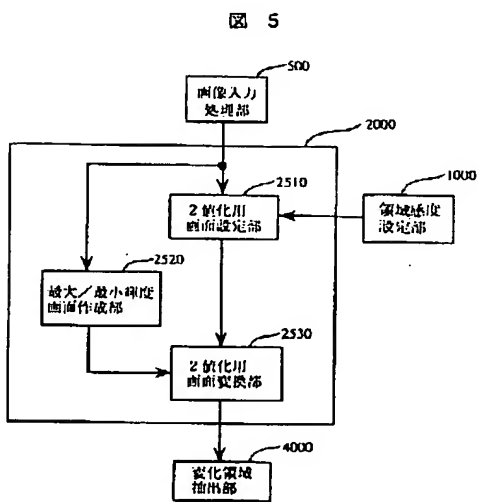 図 5
500
画像入力
処理部
2000
2510
2値化用
画面設定部
1000
領域感度
設定部
2520
最大/最小輝度
画面作成部
2530
2値化用
画面変換部
4000
変化領域
抽出部